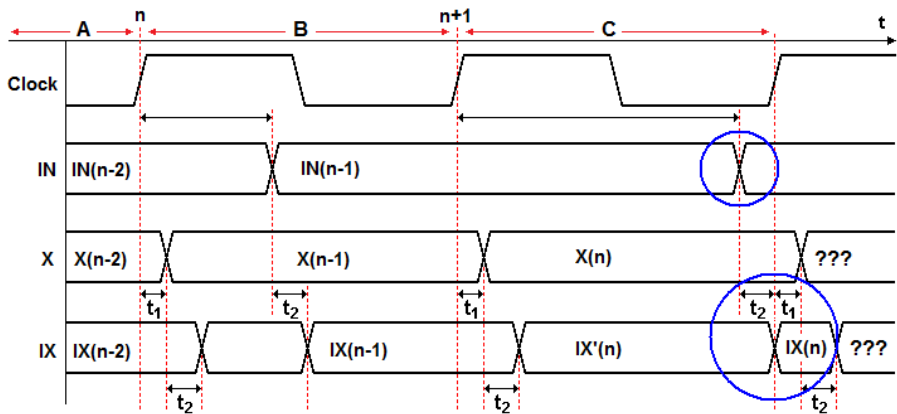 n n+1
A B C t
Clock
IN IN(n-2) IN(n-1)
X X(n-2) X(n-1) X(n) ???
t1 t2 t1 t2 t1
IX IX(n-2) IX(n-1) IX'(n) IX(n) ???
t2 t2 t2